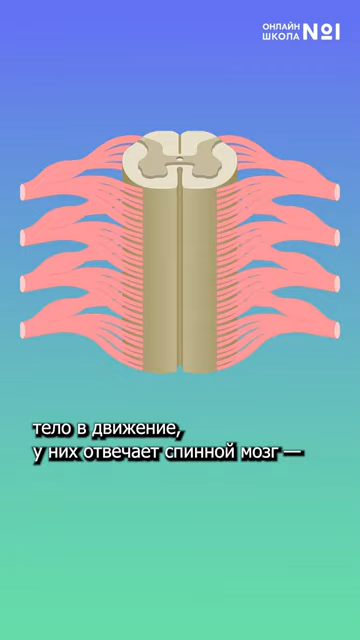 ОНЛАЙН
ШКОЛА №1
тело в движение,
у них отвечает спинной мозг —